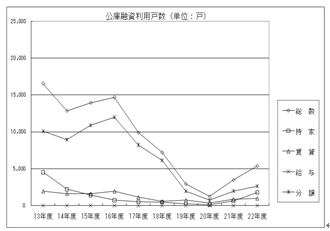 公庫融資利用戸数（単位：戸）
25,000
20,000
15,000
10,000
5,000
0
13年度 14年度 15年度 16年度 17年度 18年度 19年度 20年度 21年度 22年度
総数
持家
賃貸
給与
分譲